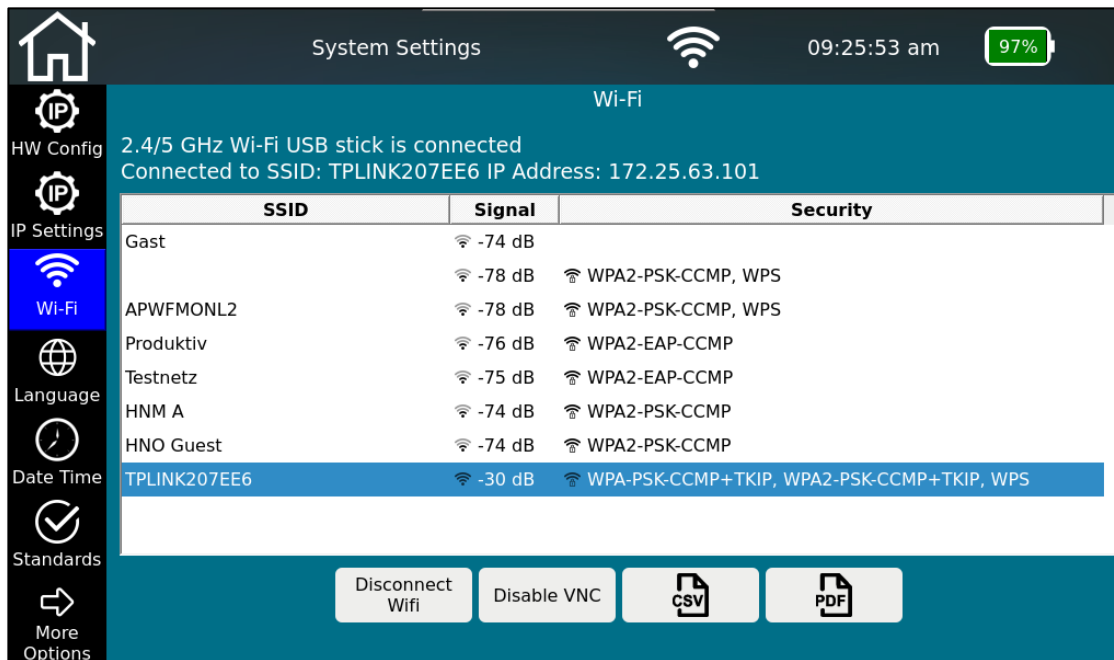 System Settings
09:25:53 am
97%
IP
HW Config
IP
IP Settings
Wi-Fi
Language
Date Time
Standards
More
Options
Wi-Fi
2.4/5 GHz Wi-Fi USB stick is connected
Connected to SSID: TPLINK207EE6 IP Address: 172.25.63.101
SSID Signal Security
Gast -74 dB
-78 dB WPA2-PSK-CCMP, WPS
APWFMONL2 -78 dB WPA2-PSK-CCMP, WPS
Produktiv -76 dB WPA2-EAP-CCMP
Testnetz -75 dB WPA2-EAP-CCMP
HNM A -74 dB WPA2-PSK-CCMP
HNO Guest -74 dB WPA2-PSK-CCMP
TPLINK207EE6 -30 dB WPA-PSK-CCMP+TKIP, WPA2-PSK-CCMP+TKIP, WPS
Disconnect
Wifi
Disable VNC
CSV
PDF